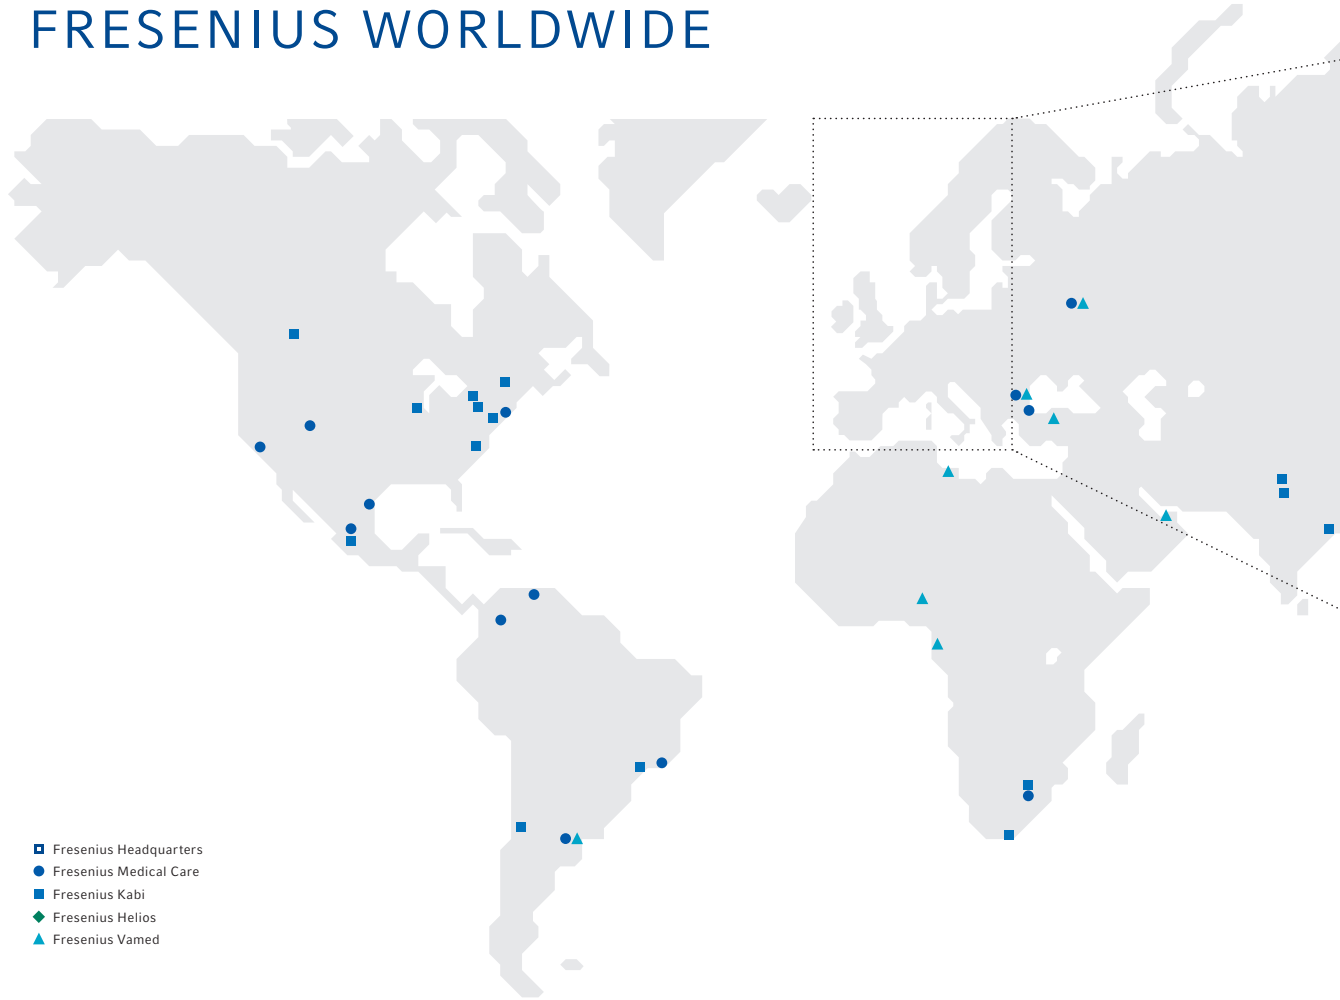 FRESENIUS WORLDWIDE
Fresenius Headquarters
Fresenius Medical Care
Fresenius Kabi
Fresenius Helios
Fresenius Vamed